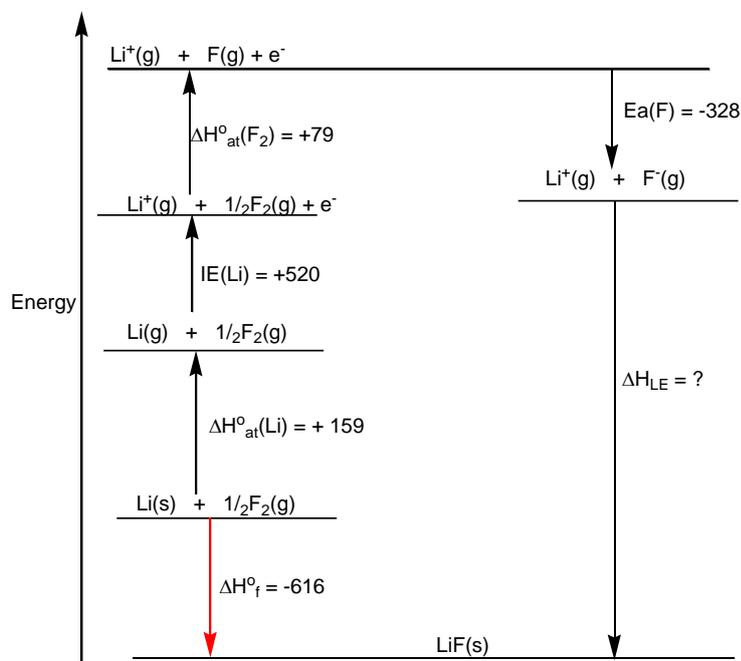 Li⁺(g) + F(g) + e⁻
Ea(F) = -328
ΔH°ₐₜ(F₂) = +79
Li⁺(g) + F⁻(g)
Li⁺(g) + 1/₂F₂(g) + e⁻
IE(Li) = +520
Energy
Li(g) + 1/₂F₂(g)
ΔH_LE = ?
ΔH°ₐₜ(Li) = + 159
Li(s) + 1/₂F₂(g)
ΔH°f = -616
LiF(s)